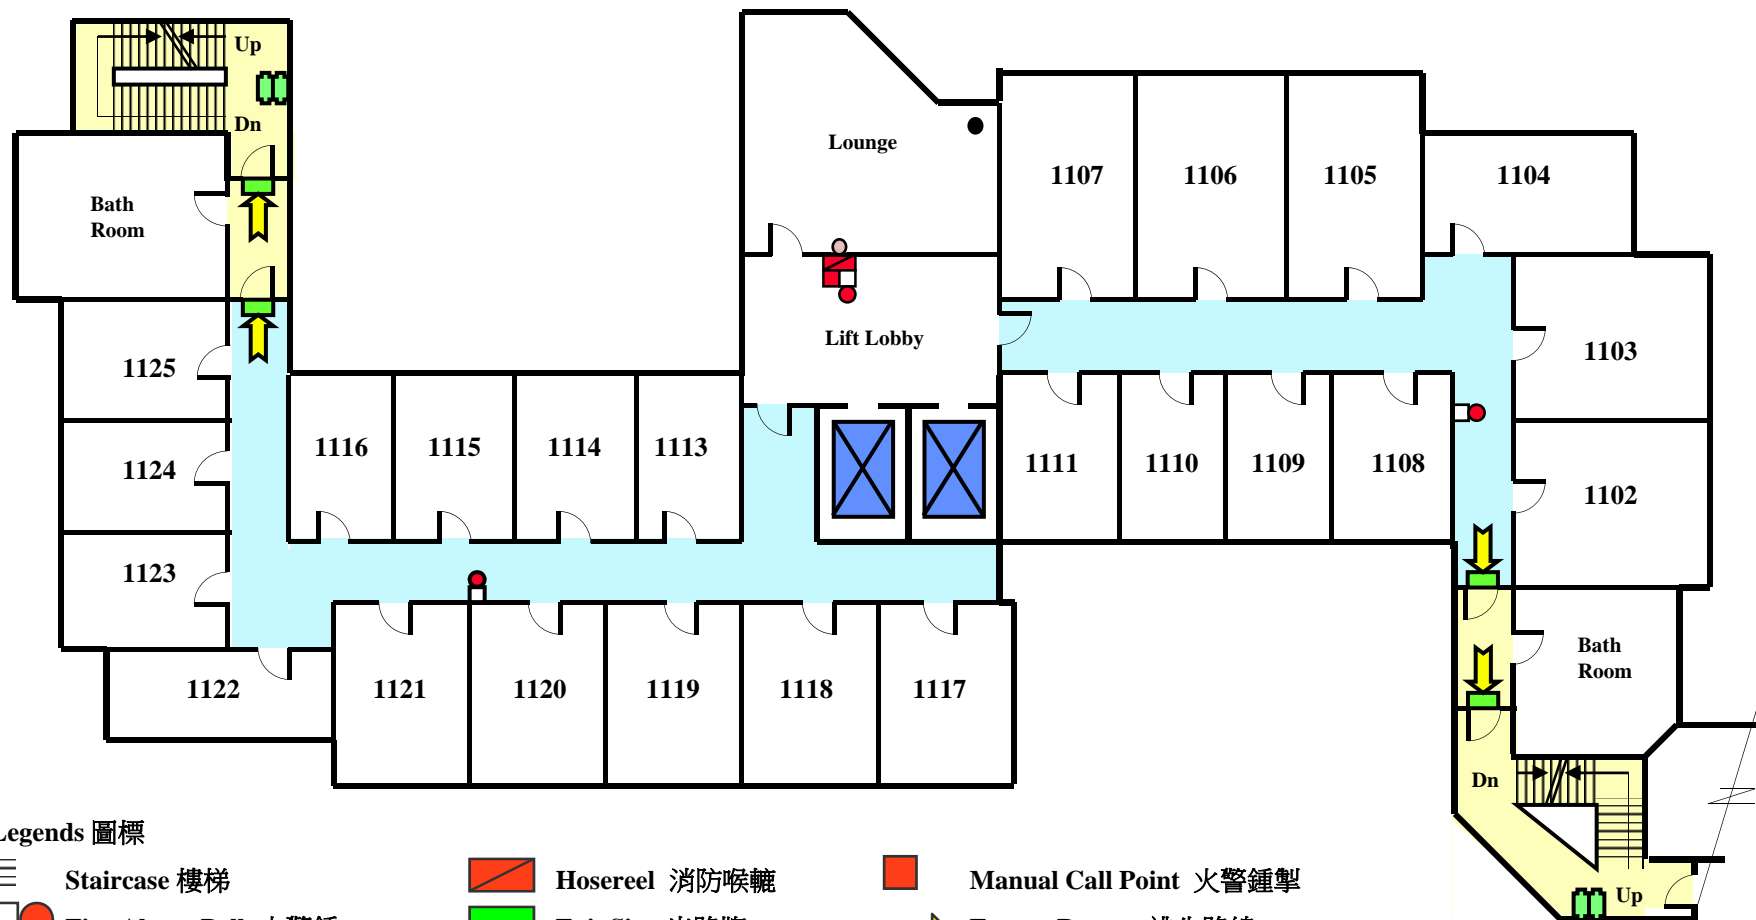 Up
Dn
Lounge
1107
1106
1105
1104
Bath
Room
Lift Lobby
1103
1125
1116
1115
1114
1113
1111
1110
1109
1108
1124
1102
1123
1122
1121
1120
1119
1118
1117
Bath
Room
Dn
Up
Legends 圖標
Staircase 樓梯
Hosereel 消防喉轆
Manual Call Point 火警鐘掣